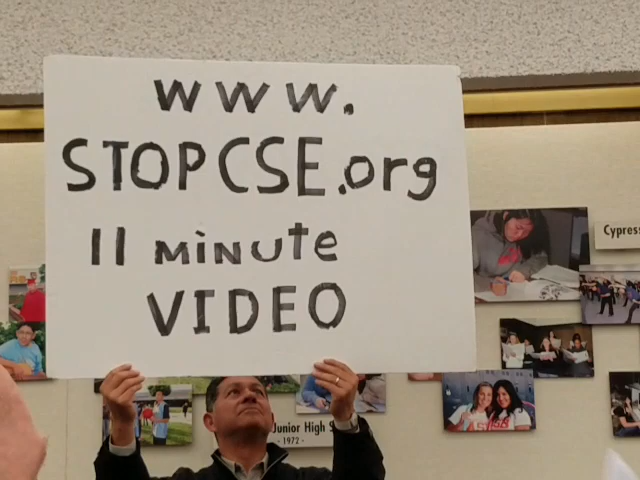 www.
STOPCSE.org
11 minute
VIDEO
Cypress
Junior High S
- 1972 -